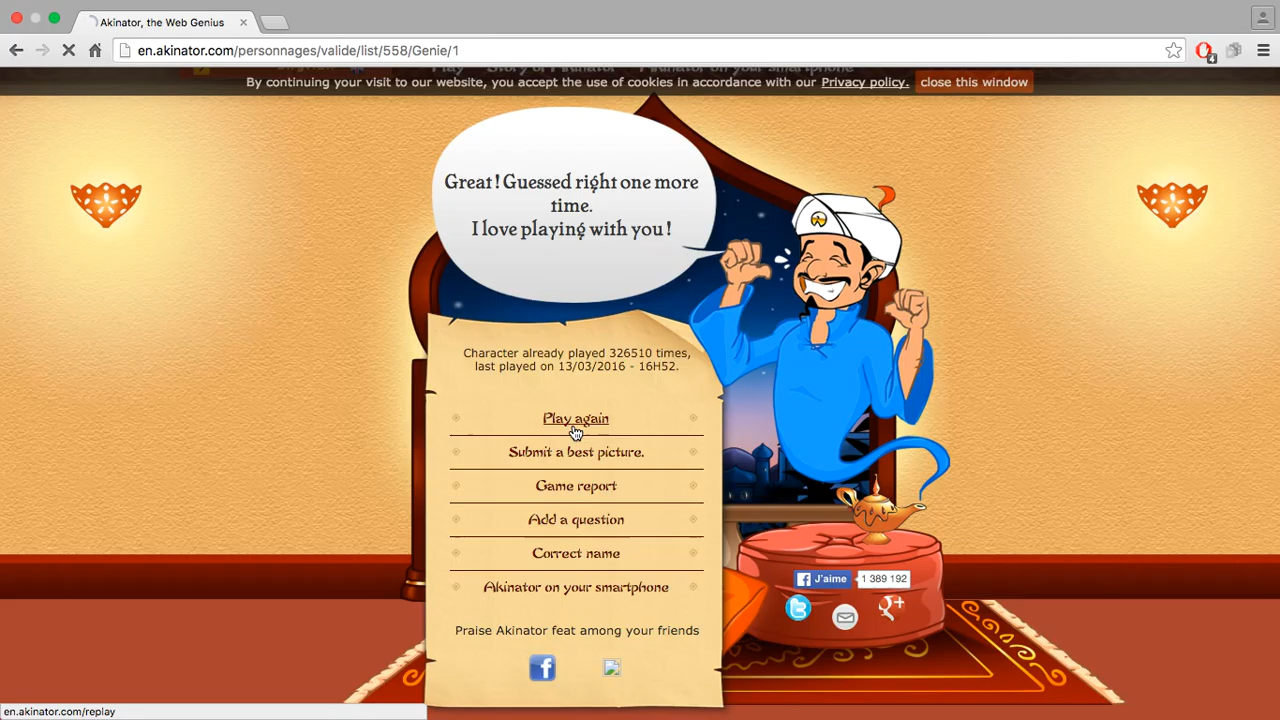 Akinator, the Web Genius
en.akinator.com/personnages/valide/list/558/Genie/1
4
By continuing your visit to our website, you accept the use of cookies in accordance with our Privacy policy. close this window
Great ! Guessed right one more
time.
I love playing with you !
Character already played 326510 times,
last played on 13/03/2016 - 16H52.
Play again
Submit a best picture.
Game report
Add a question
Correct name
Akinator on your smartphone
J'aime 1 389 192
Praise Akinator feat among your friends
en.akinator.com/replay